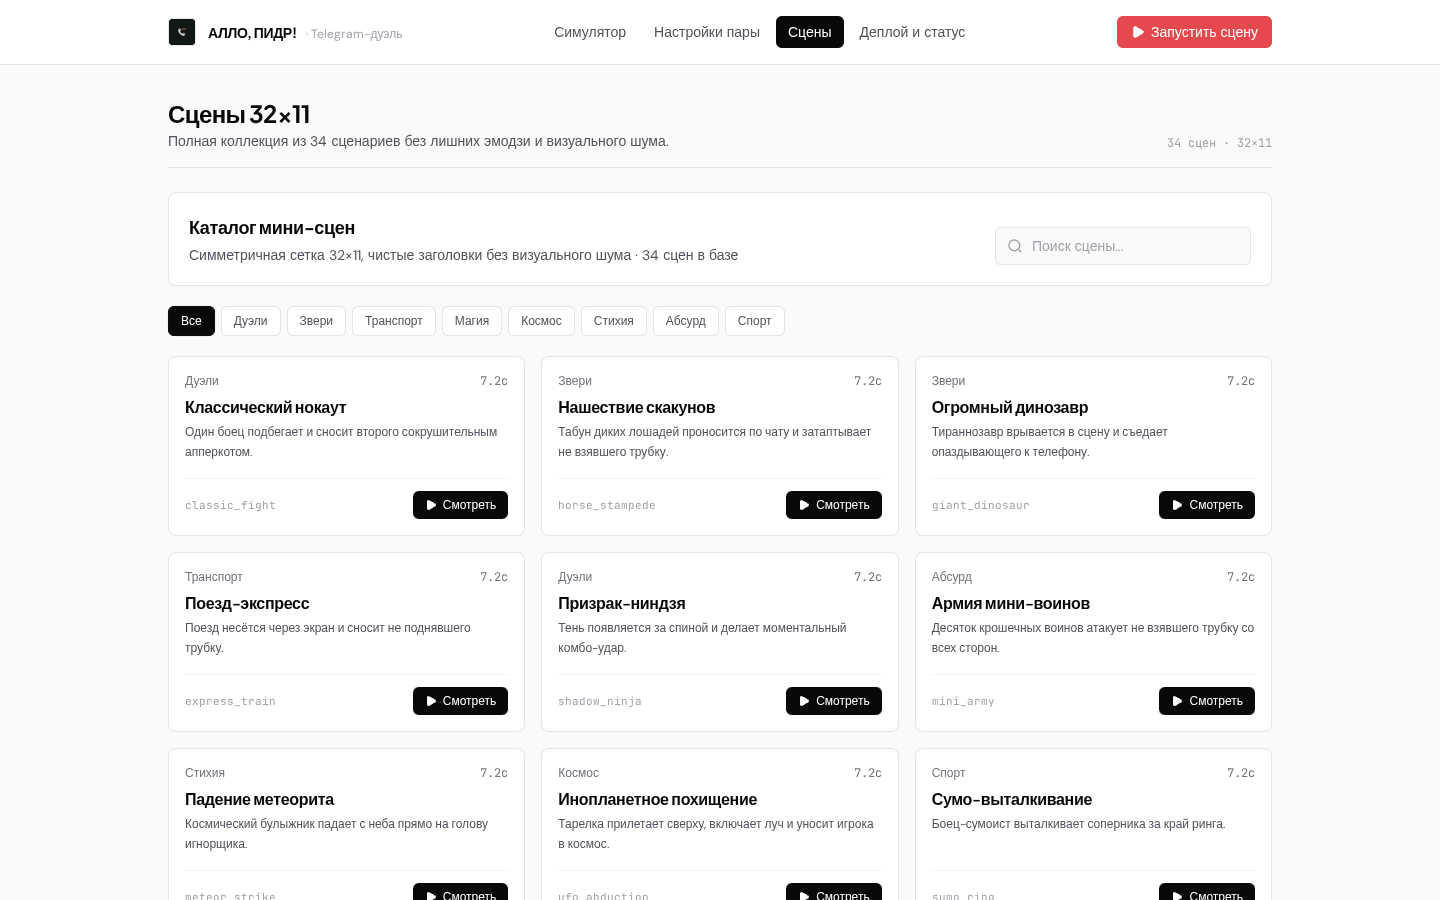 АЛЛО, ПИДР! · Telegram-дуэль
Симулятор
Настройки пары
Сцены
Деплой и статус
Запустить сцену
Сцены 32×11
Полная коллекция из 34 сценариев без лишних эмодзи и визуального шума.
34 сцен · 32×11
Каталог мини-сцен
Симметричная сетка 32×11, чистые заголовки без визуального шума · 34 сцен в базе
Поиск сцены...
Все
Дуэли
Звери
Транспорт
Магия
Космос
Стихия
Абсурд
Спорт
Дуэли 7.2с
Классический нокаут
Один боец подбегает и сносит второго сокрушительным
апперкотом.
classic_fight Смотреть
Звери 7.2с
Нашествие скакунов
Табун диких лошадей проносится по чату и затаптывает
не взявшего трубку.
horse_stampede Смотреть
Звери 7.2с
Огромный динозавр
Тираннозавр врывается в сцену и съедает
опаздывающего к телефону.
giant_dinosaur Смотреть
Транспорт 7.2с
Поезд-экспресс
Поезд несётся через экран и сносит не поднявшего
трубку.
express_train Смотреть
Дуэли 7.2с
Призрак-ниндзя
Тень появляется за спиной и делает моментальный
комбо-удар.
shadow_ninja Смотреть
Абсурд 7.2с
Армия мини-воинов
Десяток крошечных воинов атакует не взявшего трубку со
всех сторон.
mini_army Смотреть
Стихия 7.2с
Падение метеорита
Космический булыжник падает с неба прямо на голову
игнорщика.
meteor_strike Смотреть
Космос 7.2с
Инопланетное похищение
Тарелка прилетает сверху, включает луч и уносит игрока
в космос.
ufo_abduction Смотреть
Спорт 7.2с
Сумо-выталкивание
Боец-сумоист выталкивает соперника за край ринга.
sumo_ring Смотреть